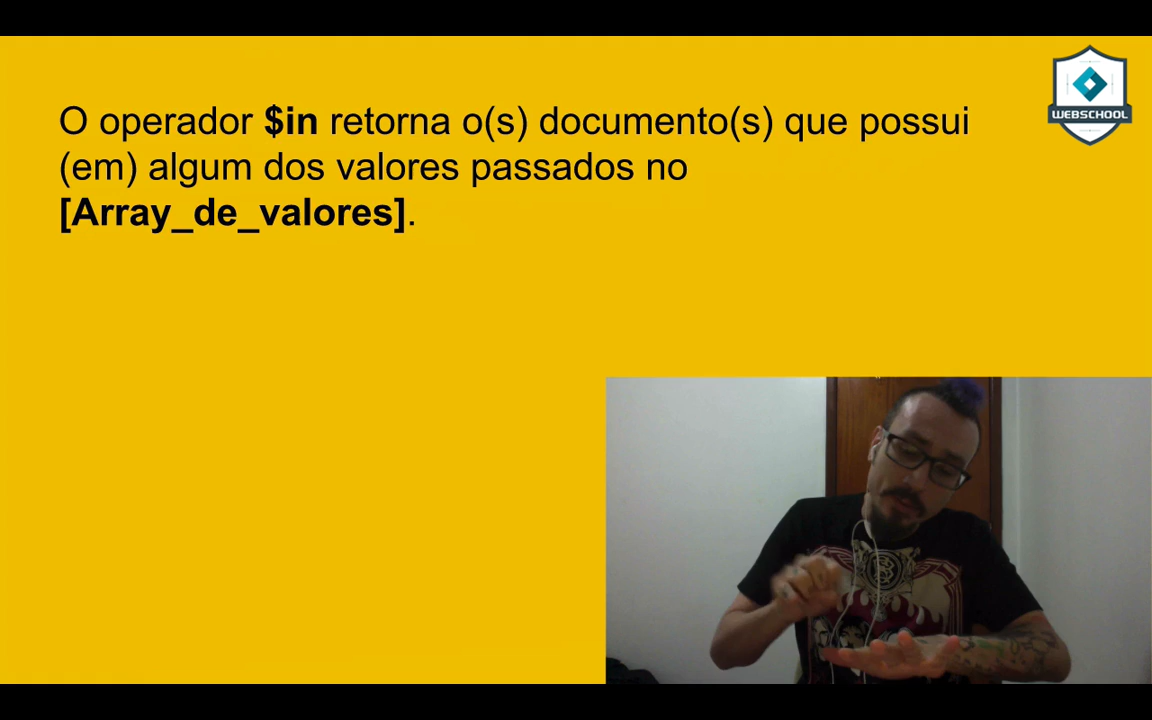 O operador $in retorna o(s) documento(s) que possui
(em) algum dos valores passados no
[Array_de_valores].
WEBSCHOOL